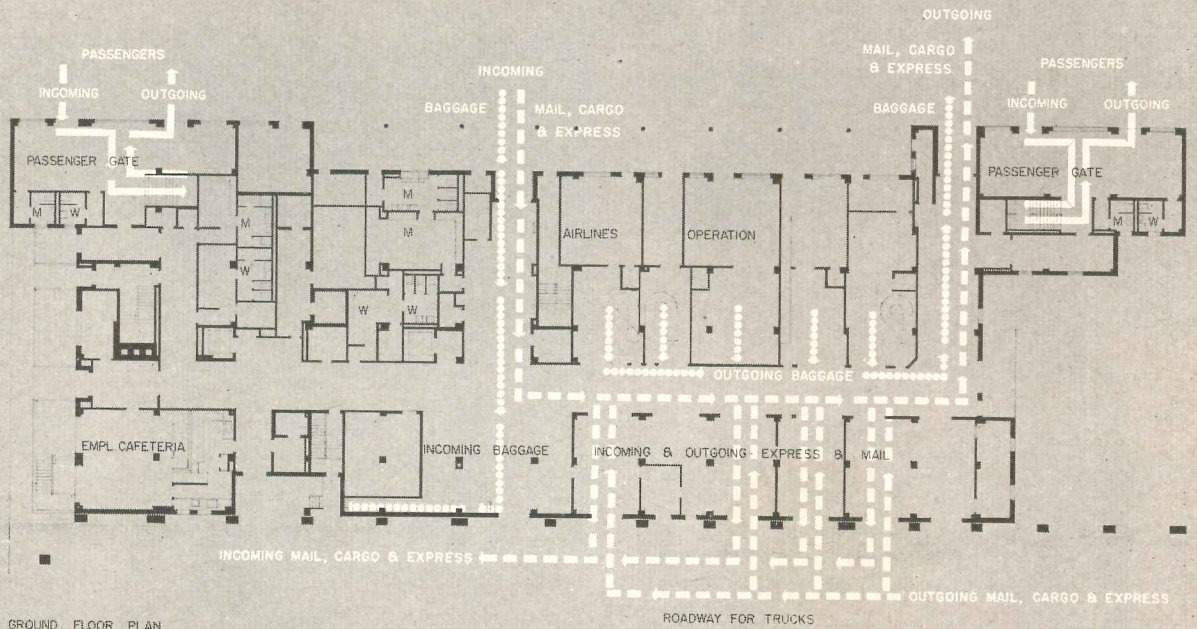 OUTGOING
PASSENGERS
INCOMING
OUTGOING
INCOMING
BAGGAGE
MAIL, CARGO
& EXPRESS
MAIL, CARGO
& EXPRESS
BAGGAGE
PASSENGERS
INCOMING
OUTGOING
PASSENGER GATE
M
W
M
W
M
M
W
W
AIRLINES
OPERATION
PASSENGER GATE
M
W
OUTGOING BAGGAGE
EMPL. CAFETERIA
INCOMING BAGGAGE
INCOMING & OUTGOING EXPRESS & MAIL
INCOMING MAIL, CARGO & EXPRESS
OUTGOING MAIL, CARGO & EXPRESS
GROUND FLOOR PLAN
ROADWAY FOR TRUCKS